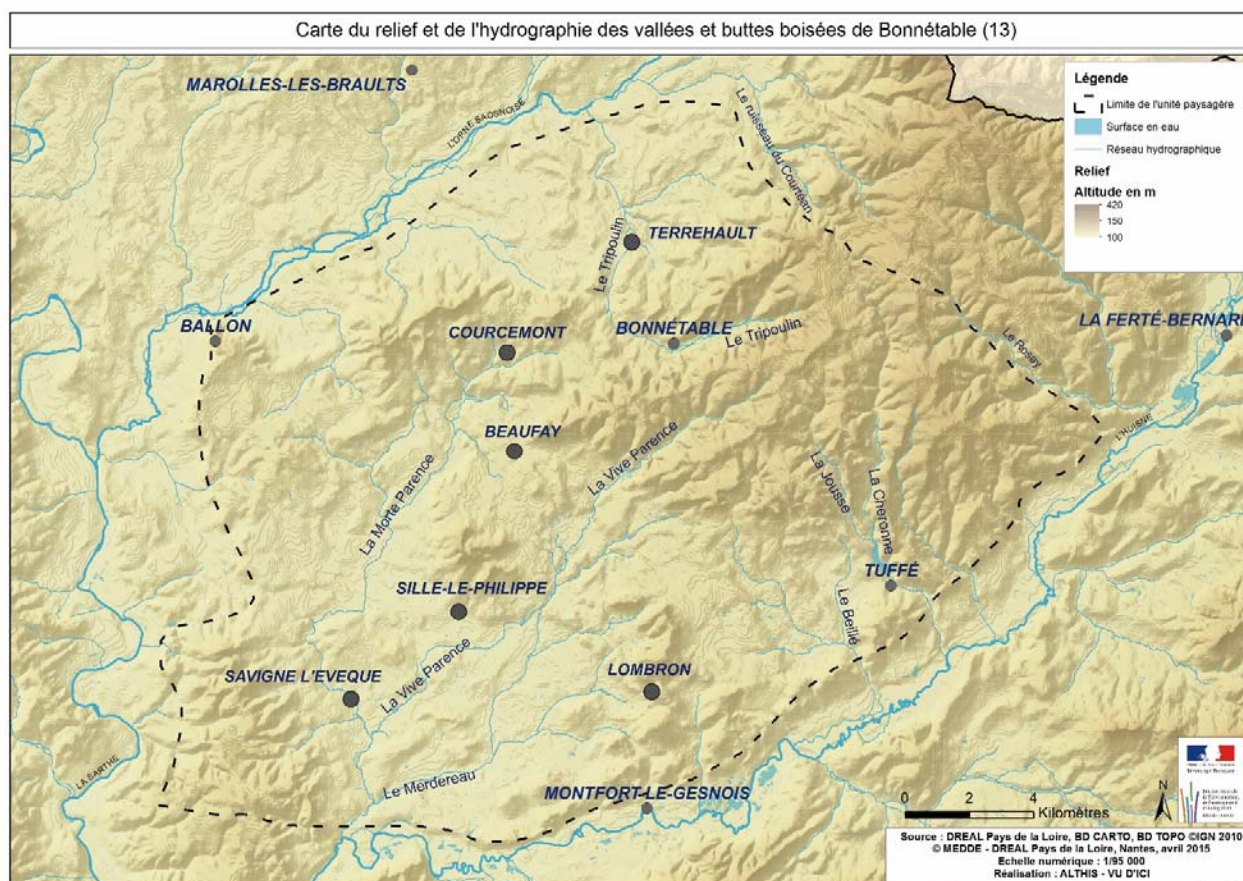 Carte du relief et de l'hydrographie des vallées et buttes boisées de Bonnétable (13)
MAROLLES-LES-BRAULTS
L'ORNE SAOSNOISE
Le ruisseau du Courtéan
Légende
Limite de l'unité paysagère
Surface en eau
Réseau hydrographique
Relief
Altitude en m
420
150
100
TERREHAULT
Le Tripoulin
BALLON
COURCEMONT
BONNÉTABLE
Le Tripoulin
LA FERTÉ-BERNARD
Le Rosay
L'HUISNE
BEAUFAY
La Vive Parence
La Morte Parence
La Jousse
La Cheronne
TUFFÉ
SILLE-LE-PHILIPPE
Le Beillé
La Vive Parence
SAVIGNE L'EVEQUE
LOMBRON
LA SARTHE
Le Merdereau
MONTFORT-LE-GESNOIS
0 2 4
Kilomètres
N
Source : DREAL Pays de la Loire, BD CARTO, BD TOPO ©IGN 2010
© MEDDE - DREAL Pays de la Loire, Nantes, avril 2015
Echelle numérique : 1/95 000
Réalisation : ALTHIS - VU D'ICI